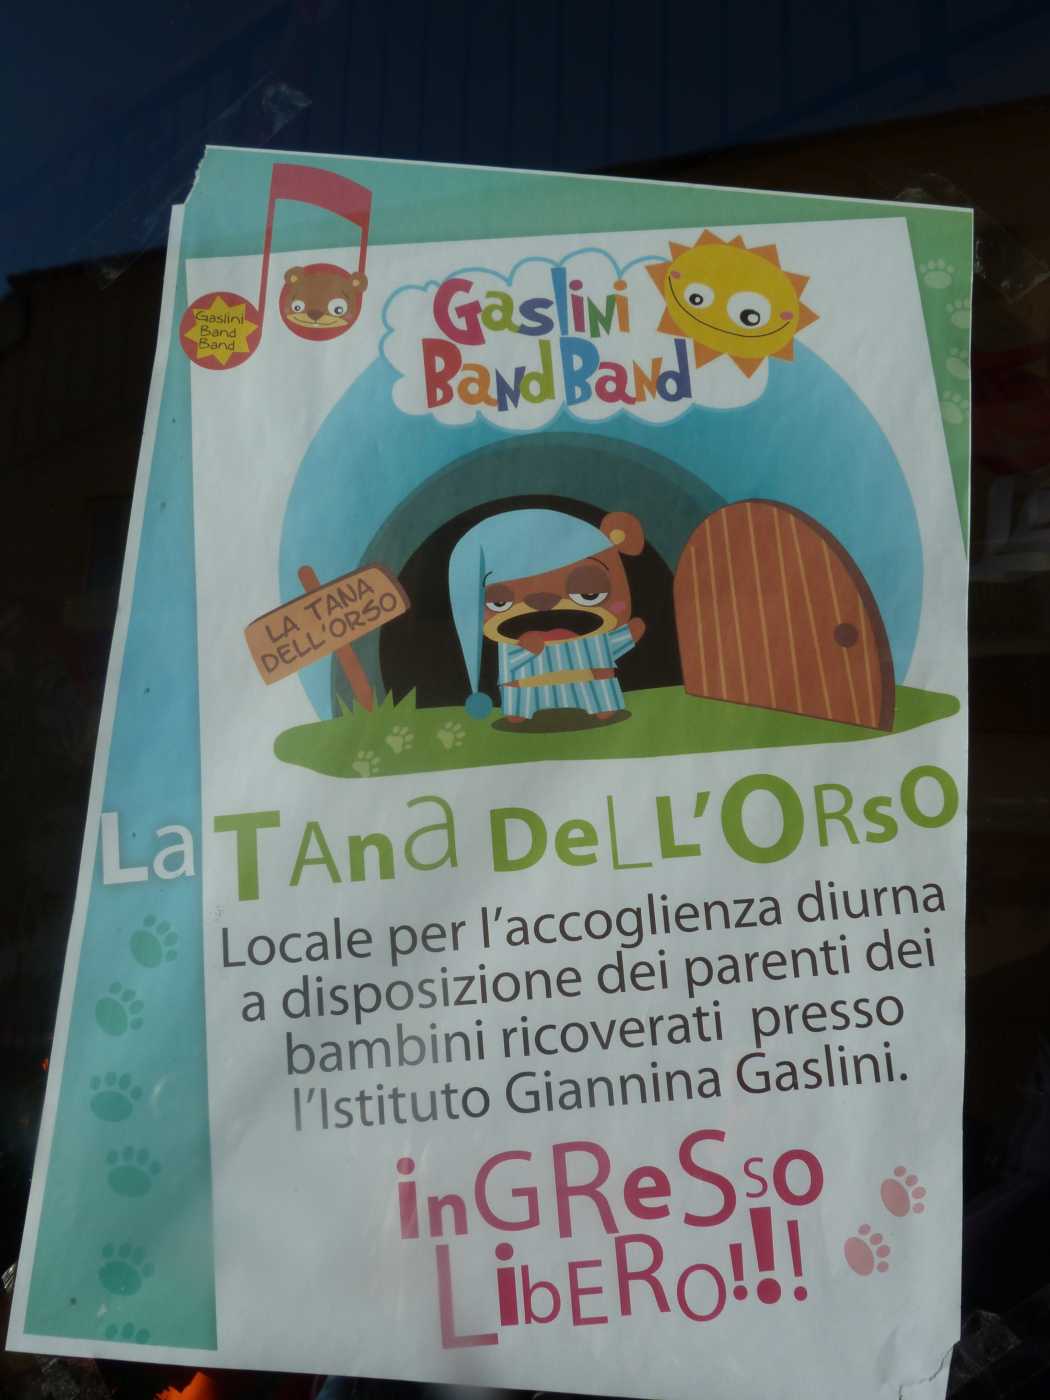 Gaslini
Band
Band
Gaslini
BandBand
LA TANA
DELL'ORSO
La TAna DeLL'ORsO
Locale per l'accoglienza diurna
a disposizione dei parenti dei
bambini ricoverati presso
l'Istituto Giannina Gaslini.
inGReSso
LibERO!!!